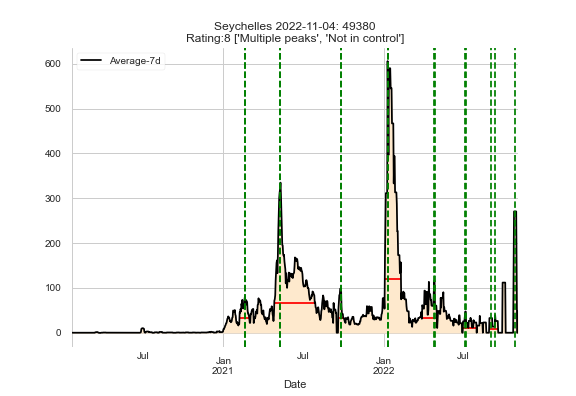 Seychelles 2022-11-04: 49380
Rating:8 ['Multiple peaks', 'Not in control']
Average-7d
600
500
400
300
200
100
0
Jul
Jan
2021
Jul
Jan
2022
Jul
Date